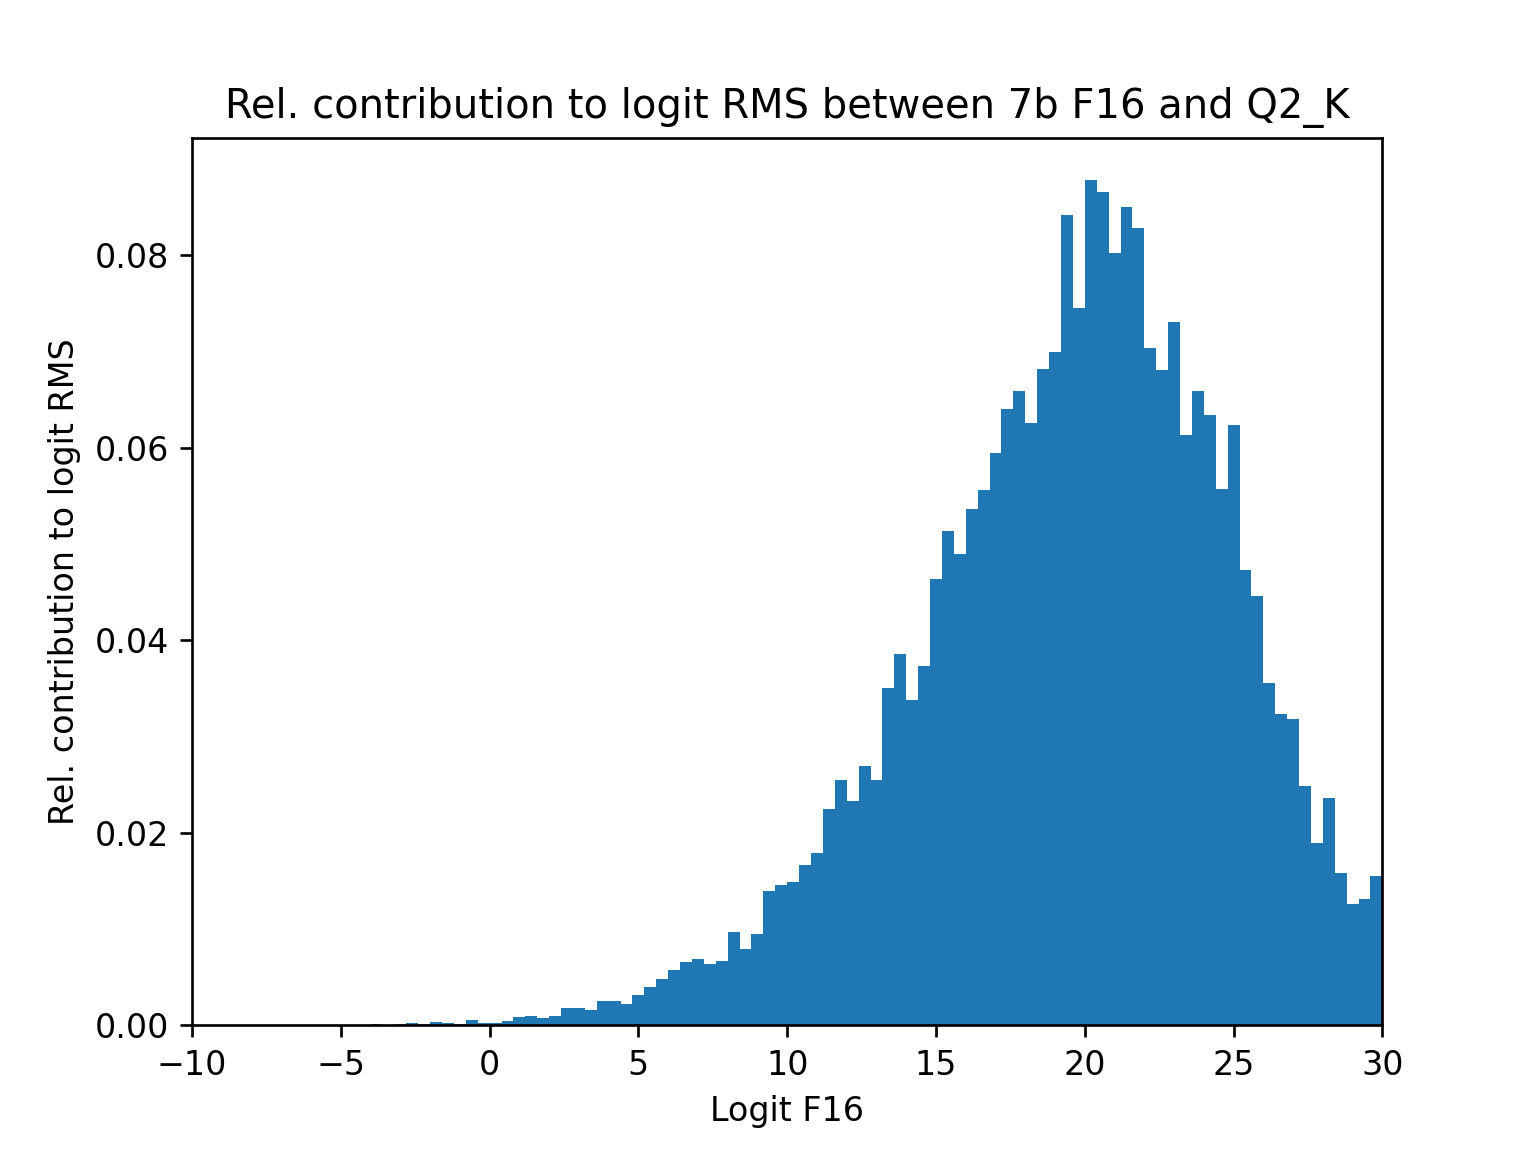 Rel. contribution to logit RMS between 7b F16 and Q2_K
Rel. contribution to logit RMS
0.08
0.06
0.04
0.02
0.00
−10 −5 0 5 10 15 20 25 30
Logit F16